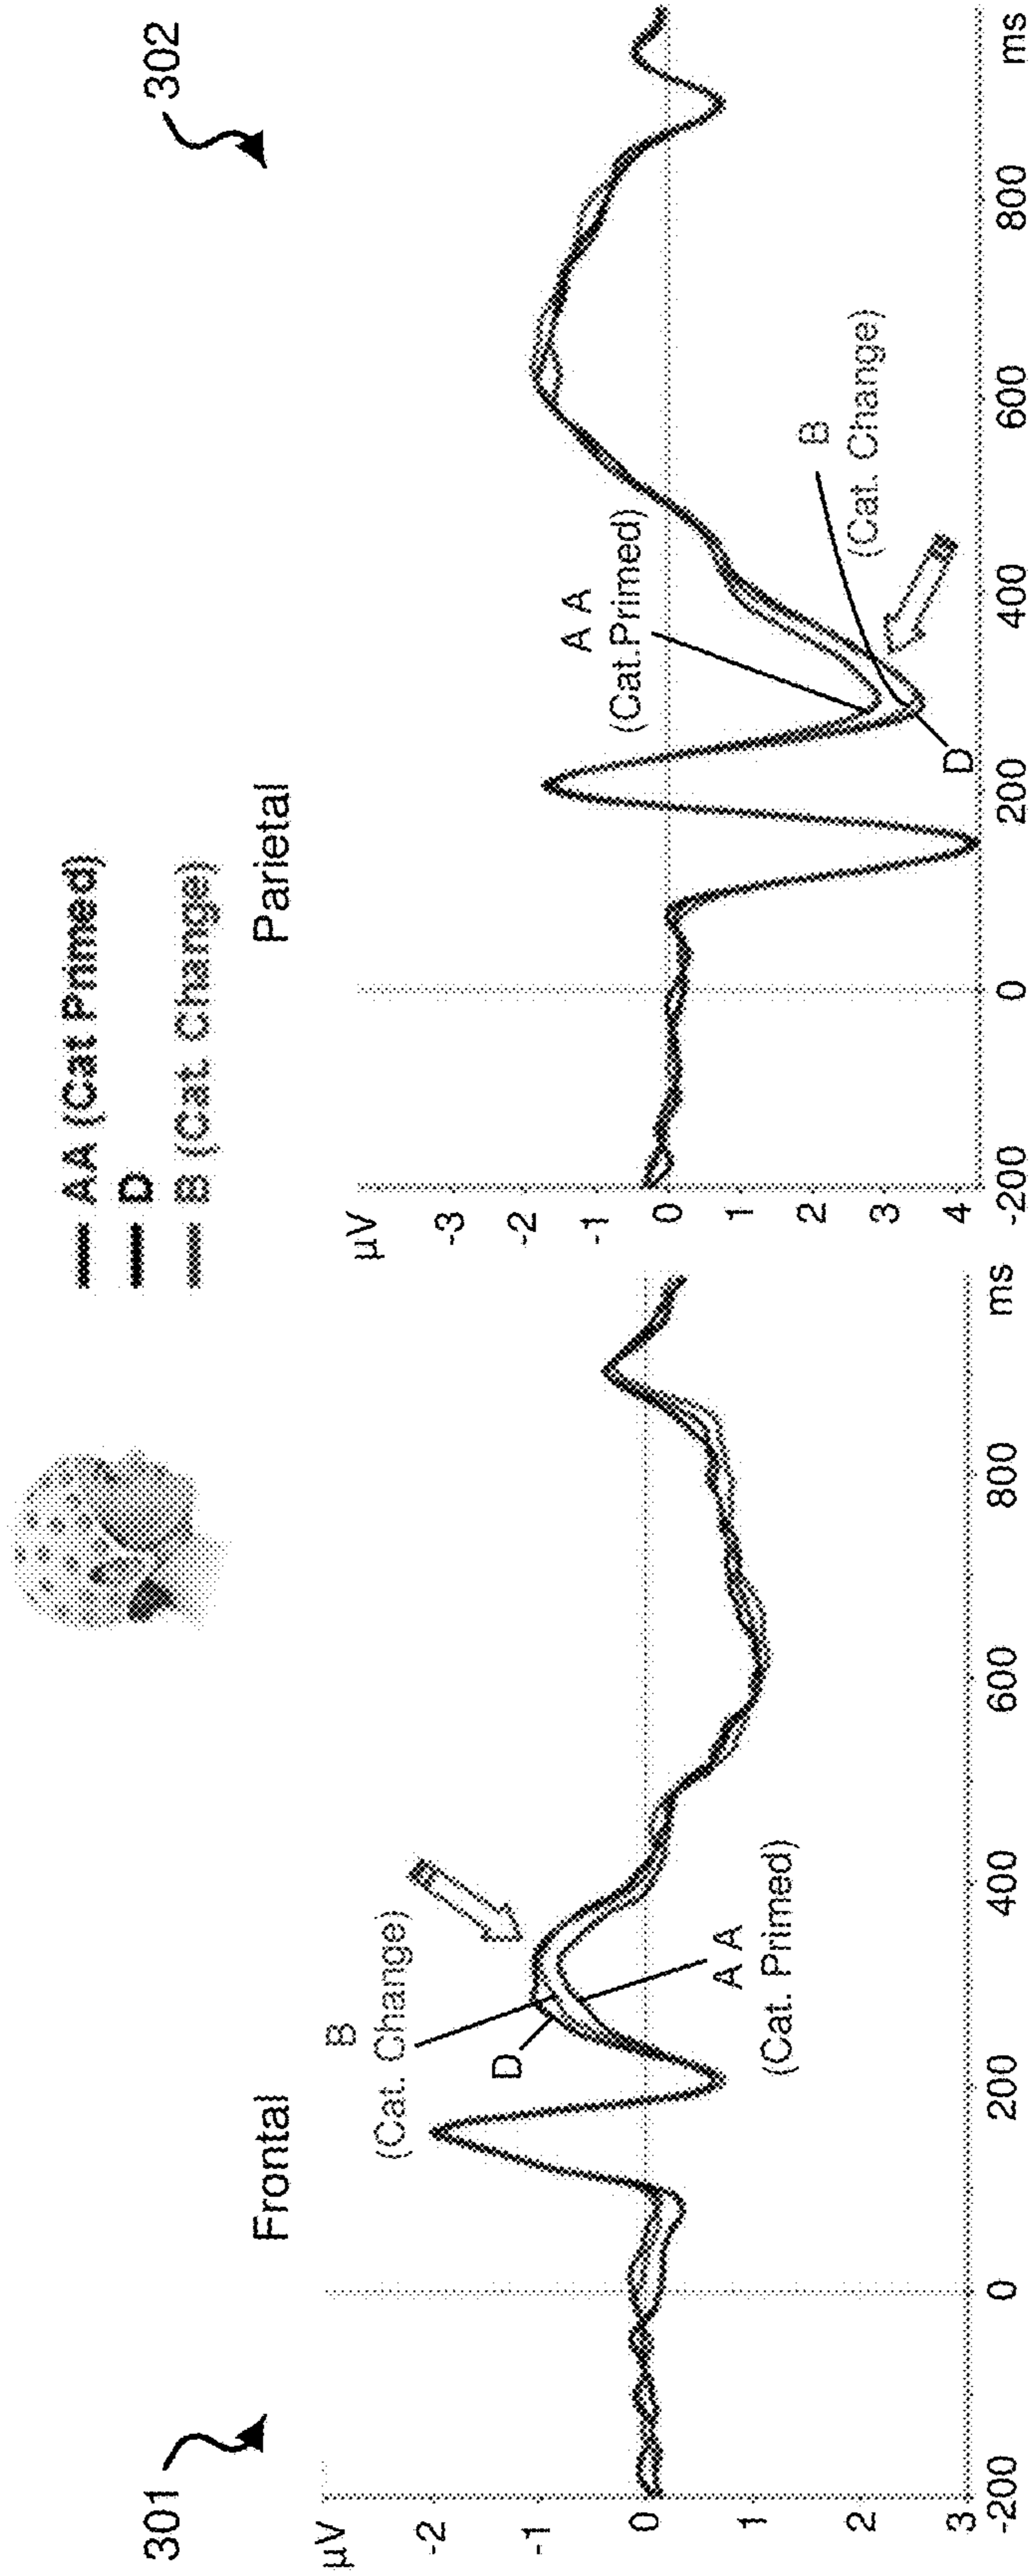 301
302
AA (Cat Primed)
D
B (Cat. Change)
Frontal
µV
-2
-1
0
1
2
3
-200
0
200
400
600
800
ms
B
(Cat. Change)
D
A A
(Cat. Primed)
Parietal
µV
-3
-2
-1
0
1
2
3
4
-200
0
200
400
600
800
ms
A A
(Cat.Primed)
B
(Cat. Change)
D